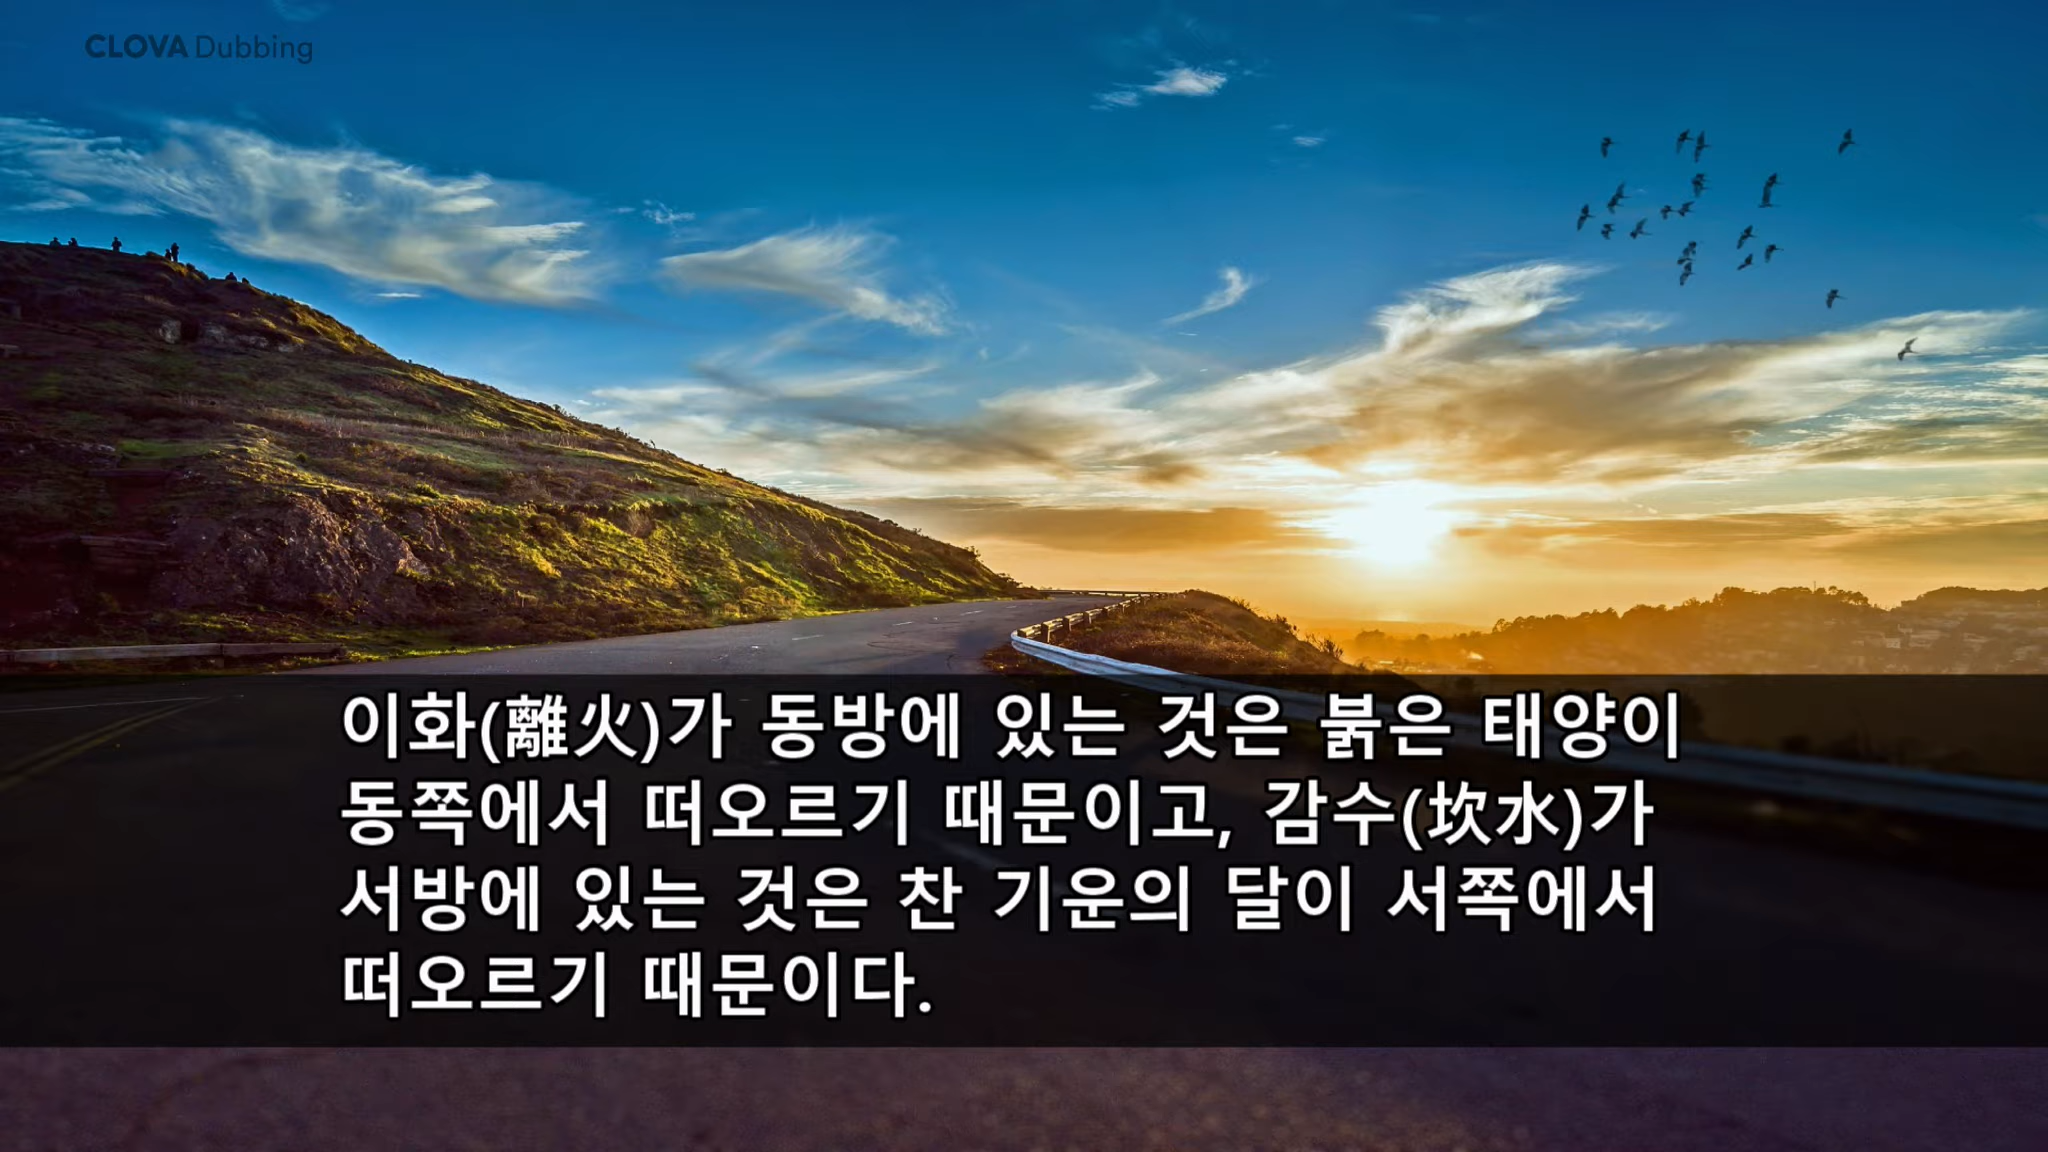 CLOVA Dubbing
이화(離火)가 동방에 있는 것은 붉은 태양이
동쪽에서 떠오르기 때문이고, 감수(坎水)가
서방에 있는 것은 찬 기운의 달이 서쪽에서
떠오르기 때문이다.